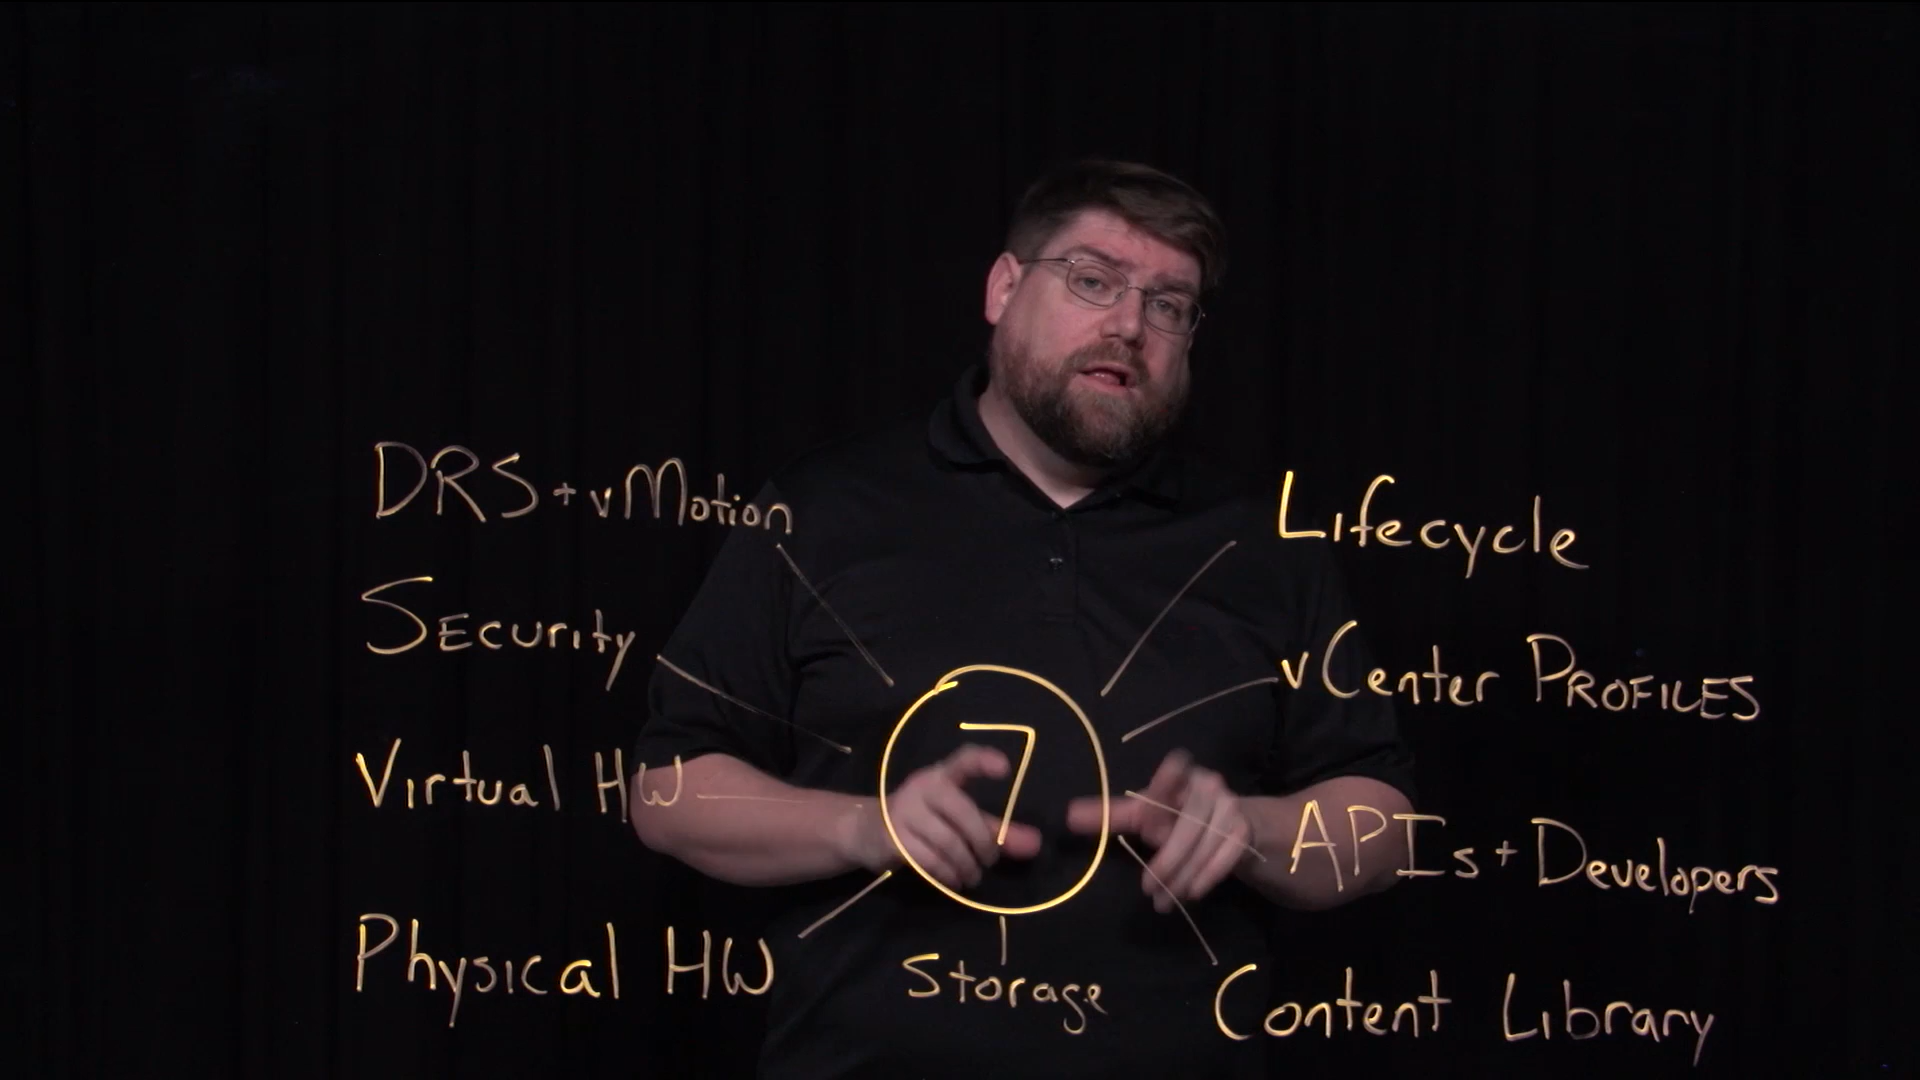 DRS + vMotion
Security
Virtual HW
Physical HW
7
Storage
Lifecycle
vCenter PROFILES
APIs + Developers
Content Library